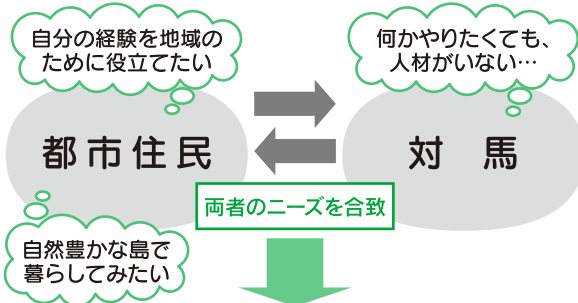 自分の経験を地域の
ために役立てたい
何かやりたくても、
人材がいない…
都市住民
対馬
両者のニーズを合致
自然豊かな島で
暮らしてみたい